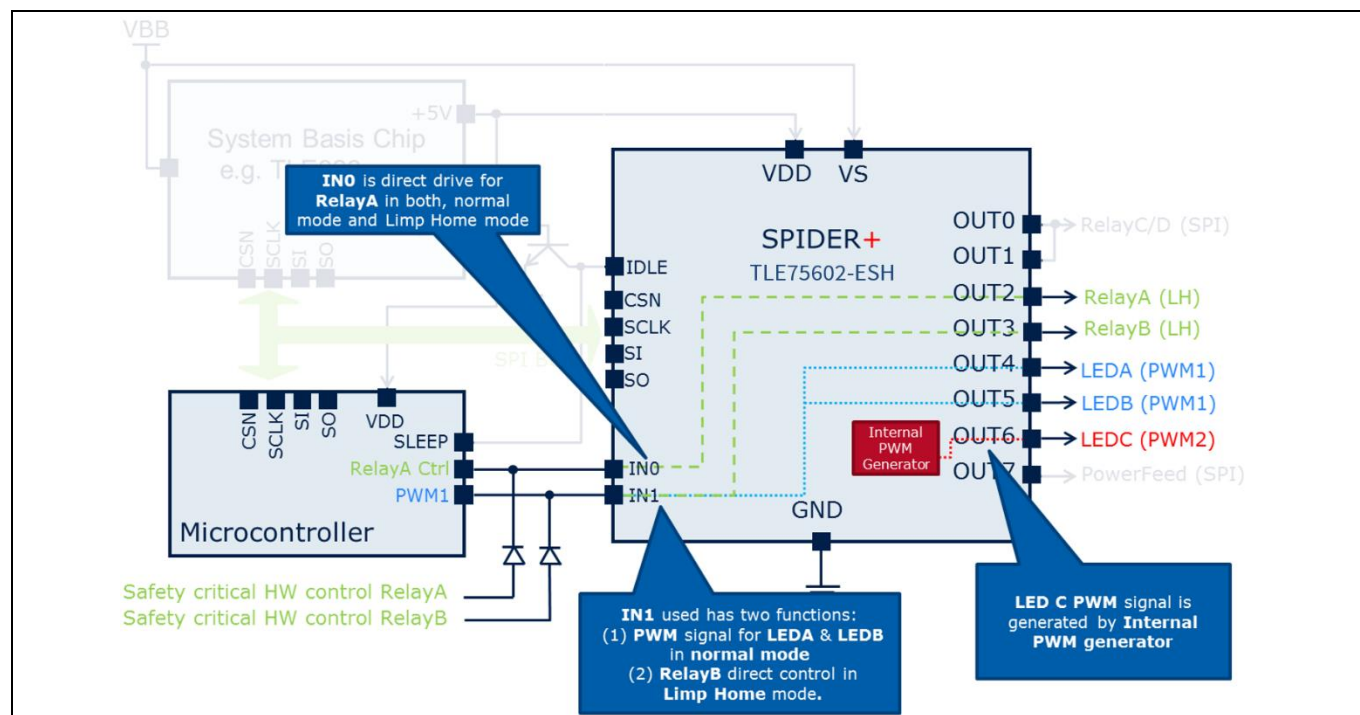 VBB
+5V
System Basis Chip
CSN
SCLK
SI
SO
IN0 is direct drive for
RelayA in both, normal
mode and Limp Home mode
VDD
VS
SPIDER+
TLE75602-ESH
IDLE
CSN
SCLK
SI
SO
IN0
IN1
GND
OUT0
OUT1
OUT2
OUT3
OUT4
OUT5
OUT6
RelayC/D (SPI)
RelayA (LH)
RelayB (LH)
LEDA (PWM1)
LEDB (PWM1)
LEDC (PWM2)
PowerFeed (SPI)
Internal
PWM
Generator
SPI
CSN
SCLK
SI
SO
VDD
SLEEP
RelayA Ctrl
PWM1
Microcontroller
Safety critical HW control RelayA
Safety critical HW control RelayB
IN1 used has two functions:
(1) PWM signal for LEDA & LEDB
in normal mode
(2) RelayB direct control in
Limp Home mode.
LED C PWM signal is
generated by Internal
PWM generator